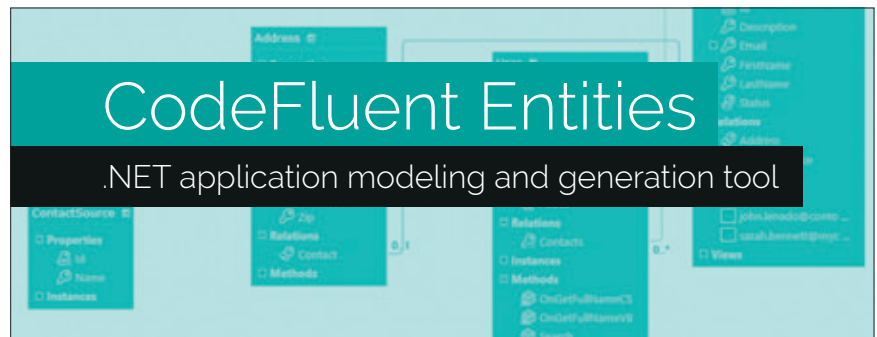 Address
Description
Email
FirstName
LastName
Status
CodeFluent Entities
Address
.NET application modeling and generation tool
ContactSource
Properties
Id
Name
Instances
Zip
Relations
Contact
Methods
0..1
Relations
Contacts
Instances
Methods
OnGetFullNameCS
OnGetFullNameVB
0..*
Views